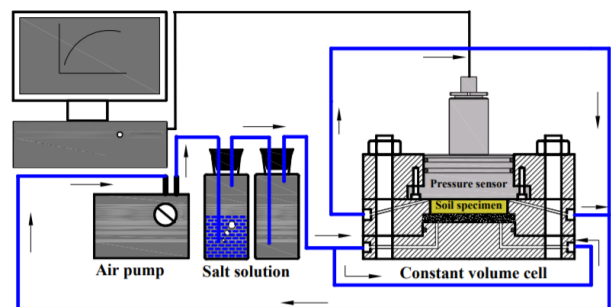 Pressure sensor
Soil specimen
Air pump
Salt solution
Constant volume cell